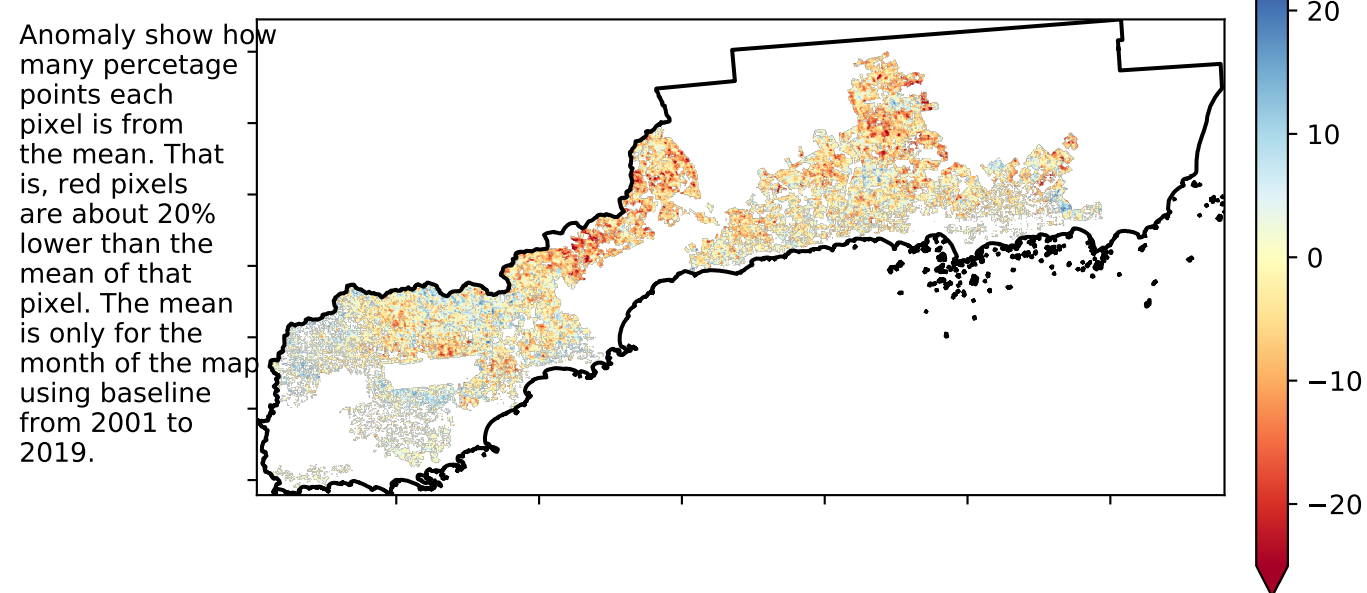 Anomaly show how
many percetage
points each
pixel is from
the mean. That
is, red pixels
are about 20%
lower than the
mean of that
pixel. The mean
is only for the
month of the map
using baseline
from 2001 to
2019.
20
10
0
−10
−20